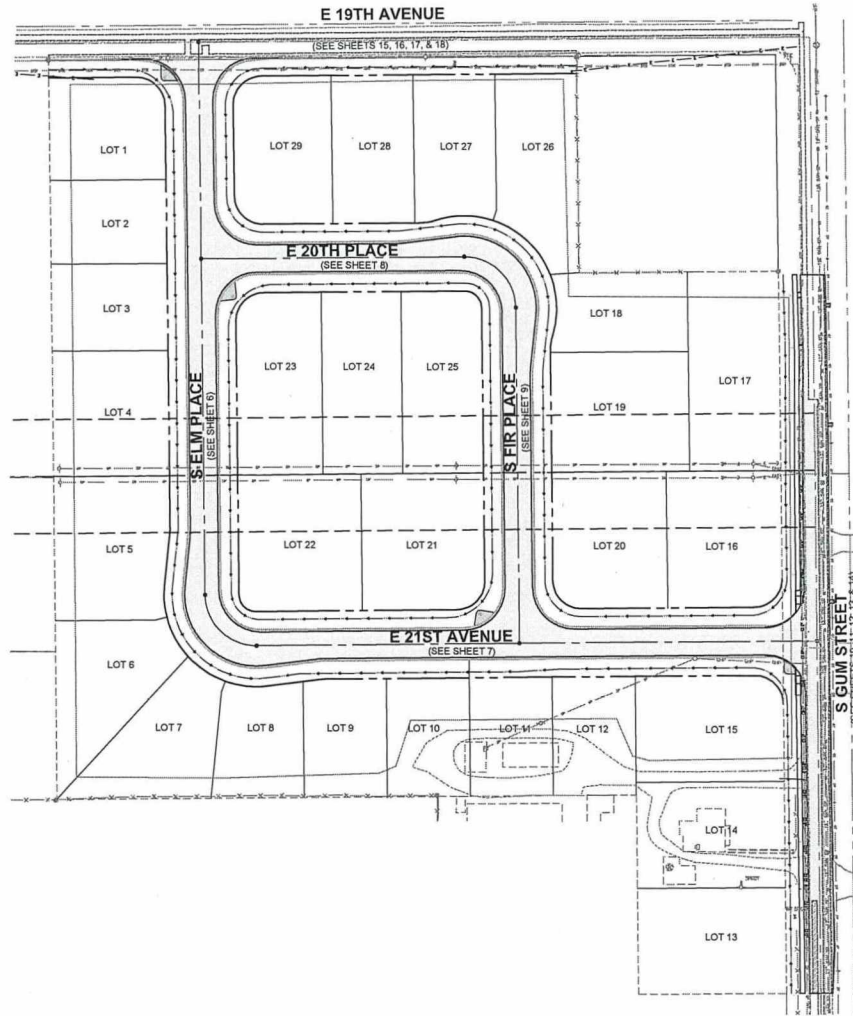 E 19TH AVENUE
(SEE SHEETS 15, 16, 17, & 18)
LOT 1
LOT 29
LOT 28
LOT 27
LOT 26
LOT 2
E 20TH PLACE
(SEE SHEET 8)
LOT 3
LOT 18
LOT 23
LOT 24
LOT 25
LOT 17
LOT 4
S ELM PLACE
(SEE SHEET 6)
S FIR PLACE
(SEE SHEET 9)
LOT 19
LOT 5
LOT 22
LOT 21
LOT 20
LOT 16
E 21ST AVENUE
(SEE SHEET 7)
S GUM STREET
LOT 6
LOT 7
LOT 8
LOT 9
LOT 10
LOT 11
LOT 12
LOT 15
LOT 14
LOT 13